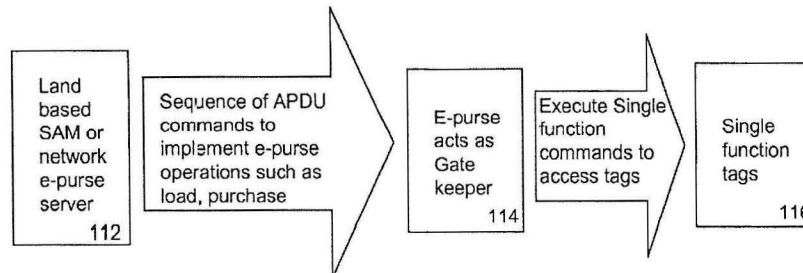 Land
based
SAM or
network
e-purse
server
112
Sequence of APDU
commands to
implement e-purse
operations such as
load, purchase
E-purse
acts as
Gate
keeper
114
Execute Single
function
commands to
access tags
Single
function
tags
116